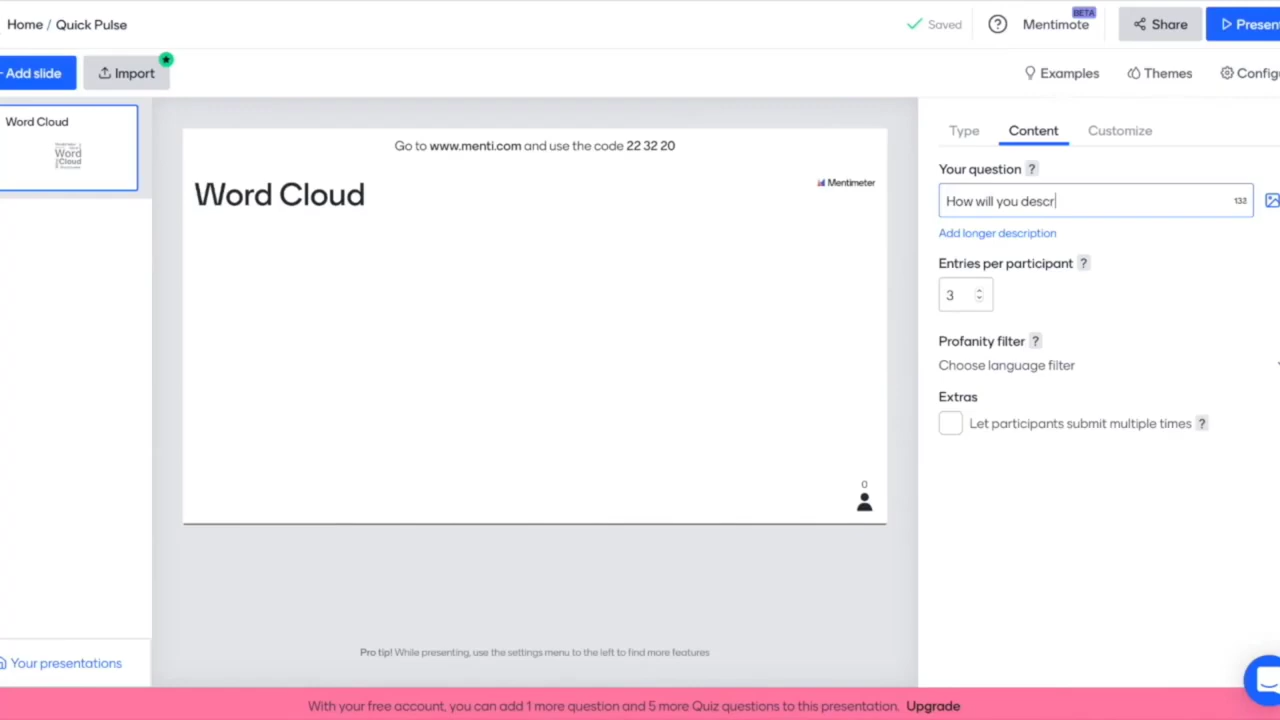 Home / Quick Pulse
Saved
?
Mentimote
BETA
Share
Presen
Add slide
Import
Examples
Themes
Config
Word Cloud
Word
Cloud
Go to www.menti.com and use the code 22 32 20
Word Cloud
Mentimeter
0
Pro tip! While presenting, use the settings menu to the left to find more features
Type
Content
Customize
Your question ?
How will you descr
132
Add longer description
Entries per participant ?
3
Profanity filter ?
Choose language filter
Extras
Let participants submit multiple times ?
Your presentations
With your free account, you can add 1 more question and 5 more Quiz questions to this presentation. Upgrade